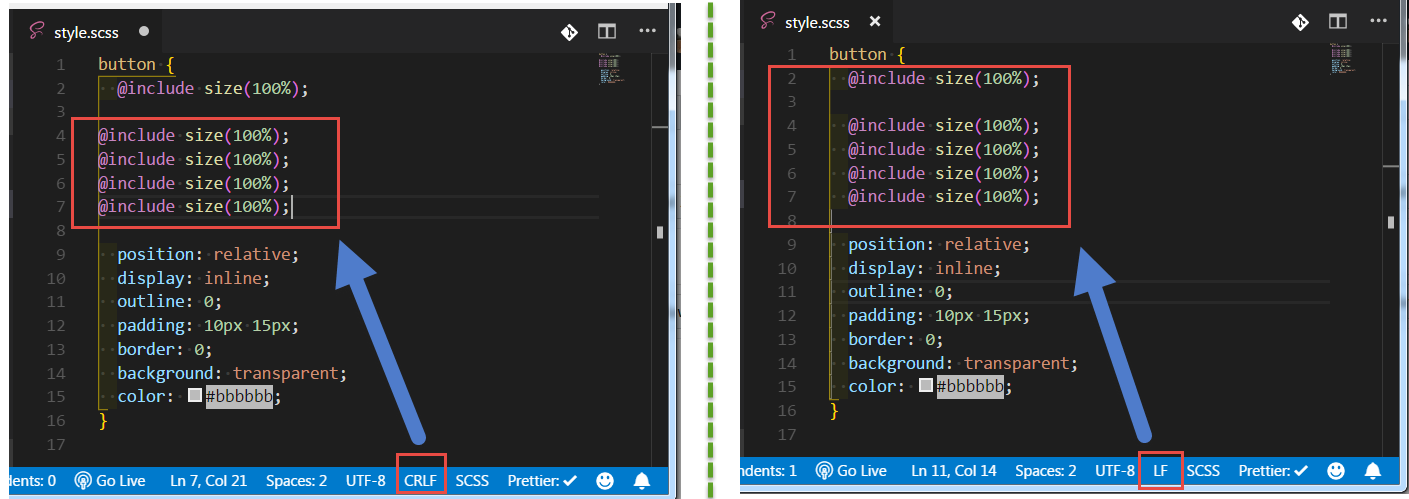 style.scss
1 button {
2 @include size(100%);
3
4 @include size(100%);
5 @include size(100%);
6 @include size(100%);
7 @include size(100%);
8
9 position: relative;
10 display: inline;
11 outline: 0;
12 padding: 10px 15px;
13 border: 0;
14 background: transparent;
15 color: #bbbbbb;
16 }
17
dents: 0 Go Live Ln 7, Col 21 Spaces: 2 UTF-8 CRLF SCSS Prettier: ✓
style.scss ×
1 button {
2 @include size(100%);
3
4 @include size(100%);
5 @include size(100%);
6 @include size(100%);
7 @include size(100%);
8
9 position: relative;
10 display: inline;
11 outline: 0;
12 padding: 10px 15px;
13 border: 0;
14 background: transparent;
15 color: #bbbbbb;
16 }
17
ndents: 1 Go Live Ln 11, Col 14 Spaces: 2 UTF-8 LF SCSS Prettier: ✓